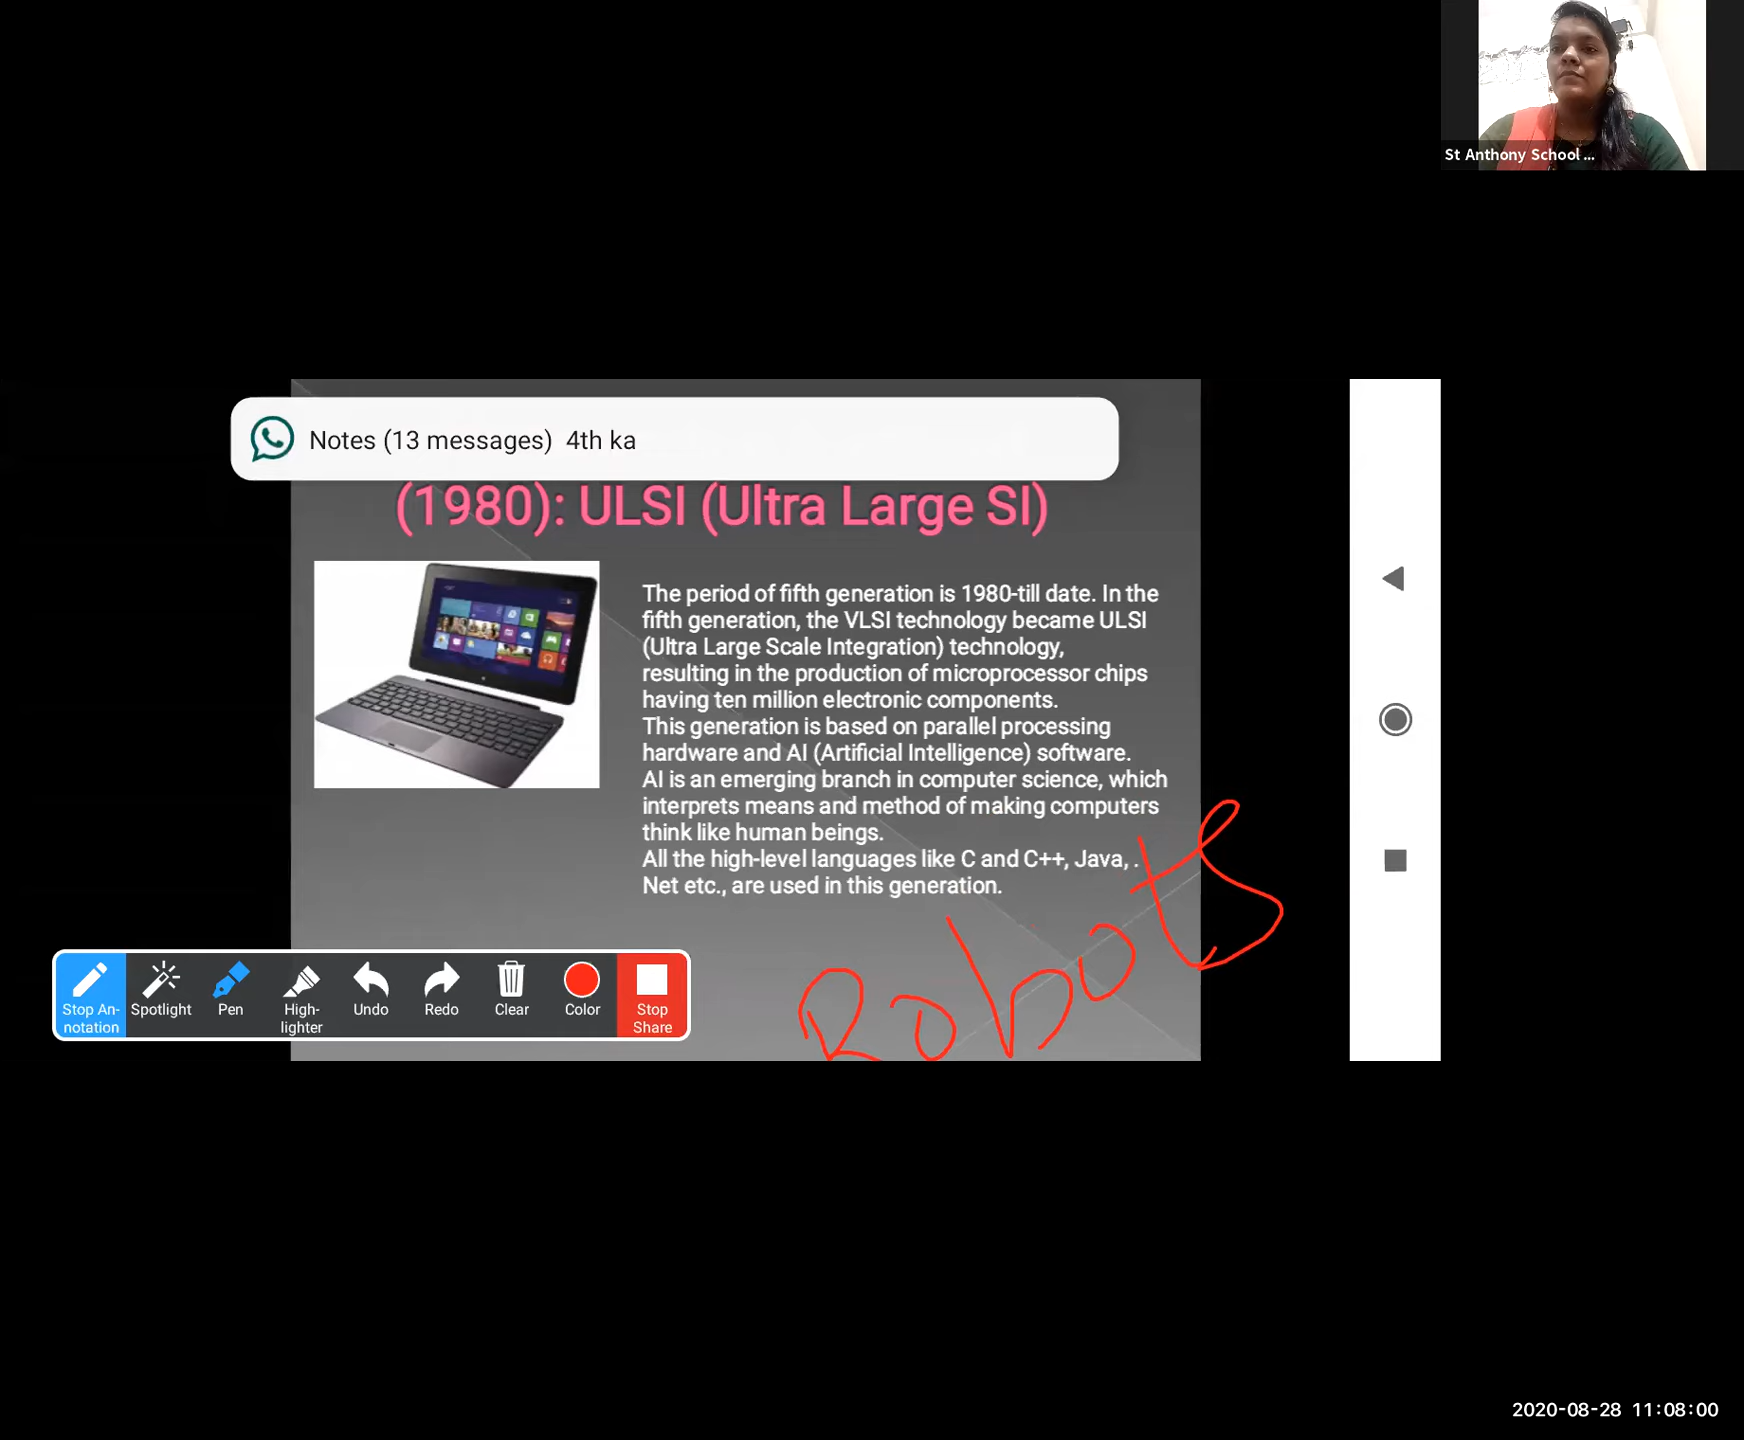 St Anthony School ...
Notes (13 messages) 4th ka
(1980): ULSI (Ultra Large SI)
The period of fifth generation is 1980-till date. In the
fifth generation, the VLSI technology became ULSI
(Ultra Large Scale Integration) technology,
resulting in the production of microprocessor chips
having ten million electronic components.
This generation is based on parallel processing
hardware and AI (Artificial Intelligence) software.
AI is an emerging branch in computer science, which
interprets means and method of making computers
think like human beings.
All the high-level languages like C and C++, Java, .
Net etc., are used in this generation.
Robots
Stop An-
notation
Spotlight
Pen
High-
lighter
Undo
Redo
Clear
Color
Stop
Share
2020-08-28 11:08:00